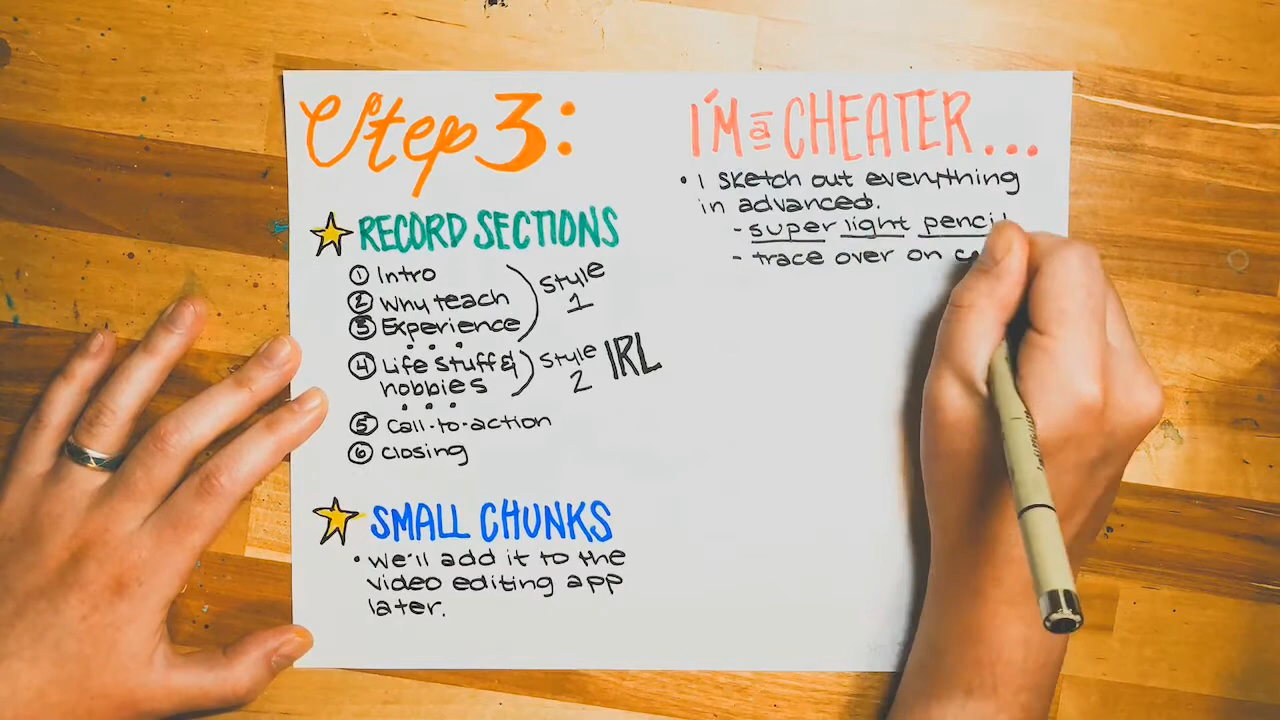 Step 3:
RECORD SECTIONS
① Intro
② Why teach
③ Experience
Style
1
④ Life stuff &
hobbies
Style
2
IRL
⑤ Call-to-action
⑥ Closing
SMALL CHUNKS
• We'll add it to the
video editing app
later.
I'M a CHEATER...
• I sketch out everything
in advanced.
- super light pencil
- trace over on